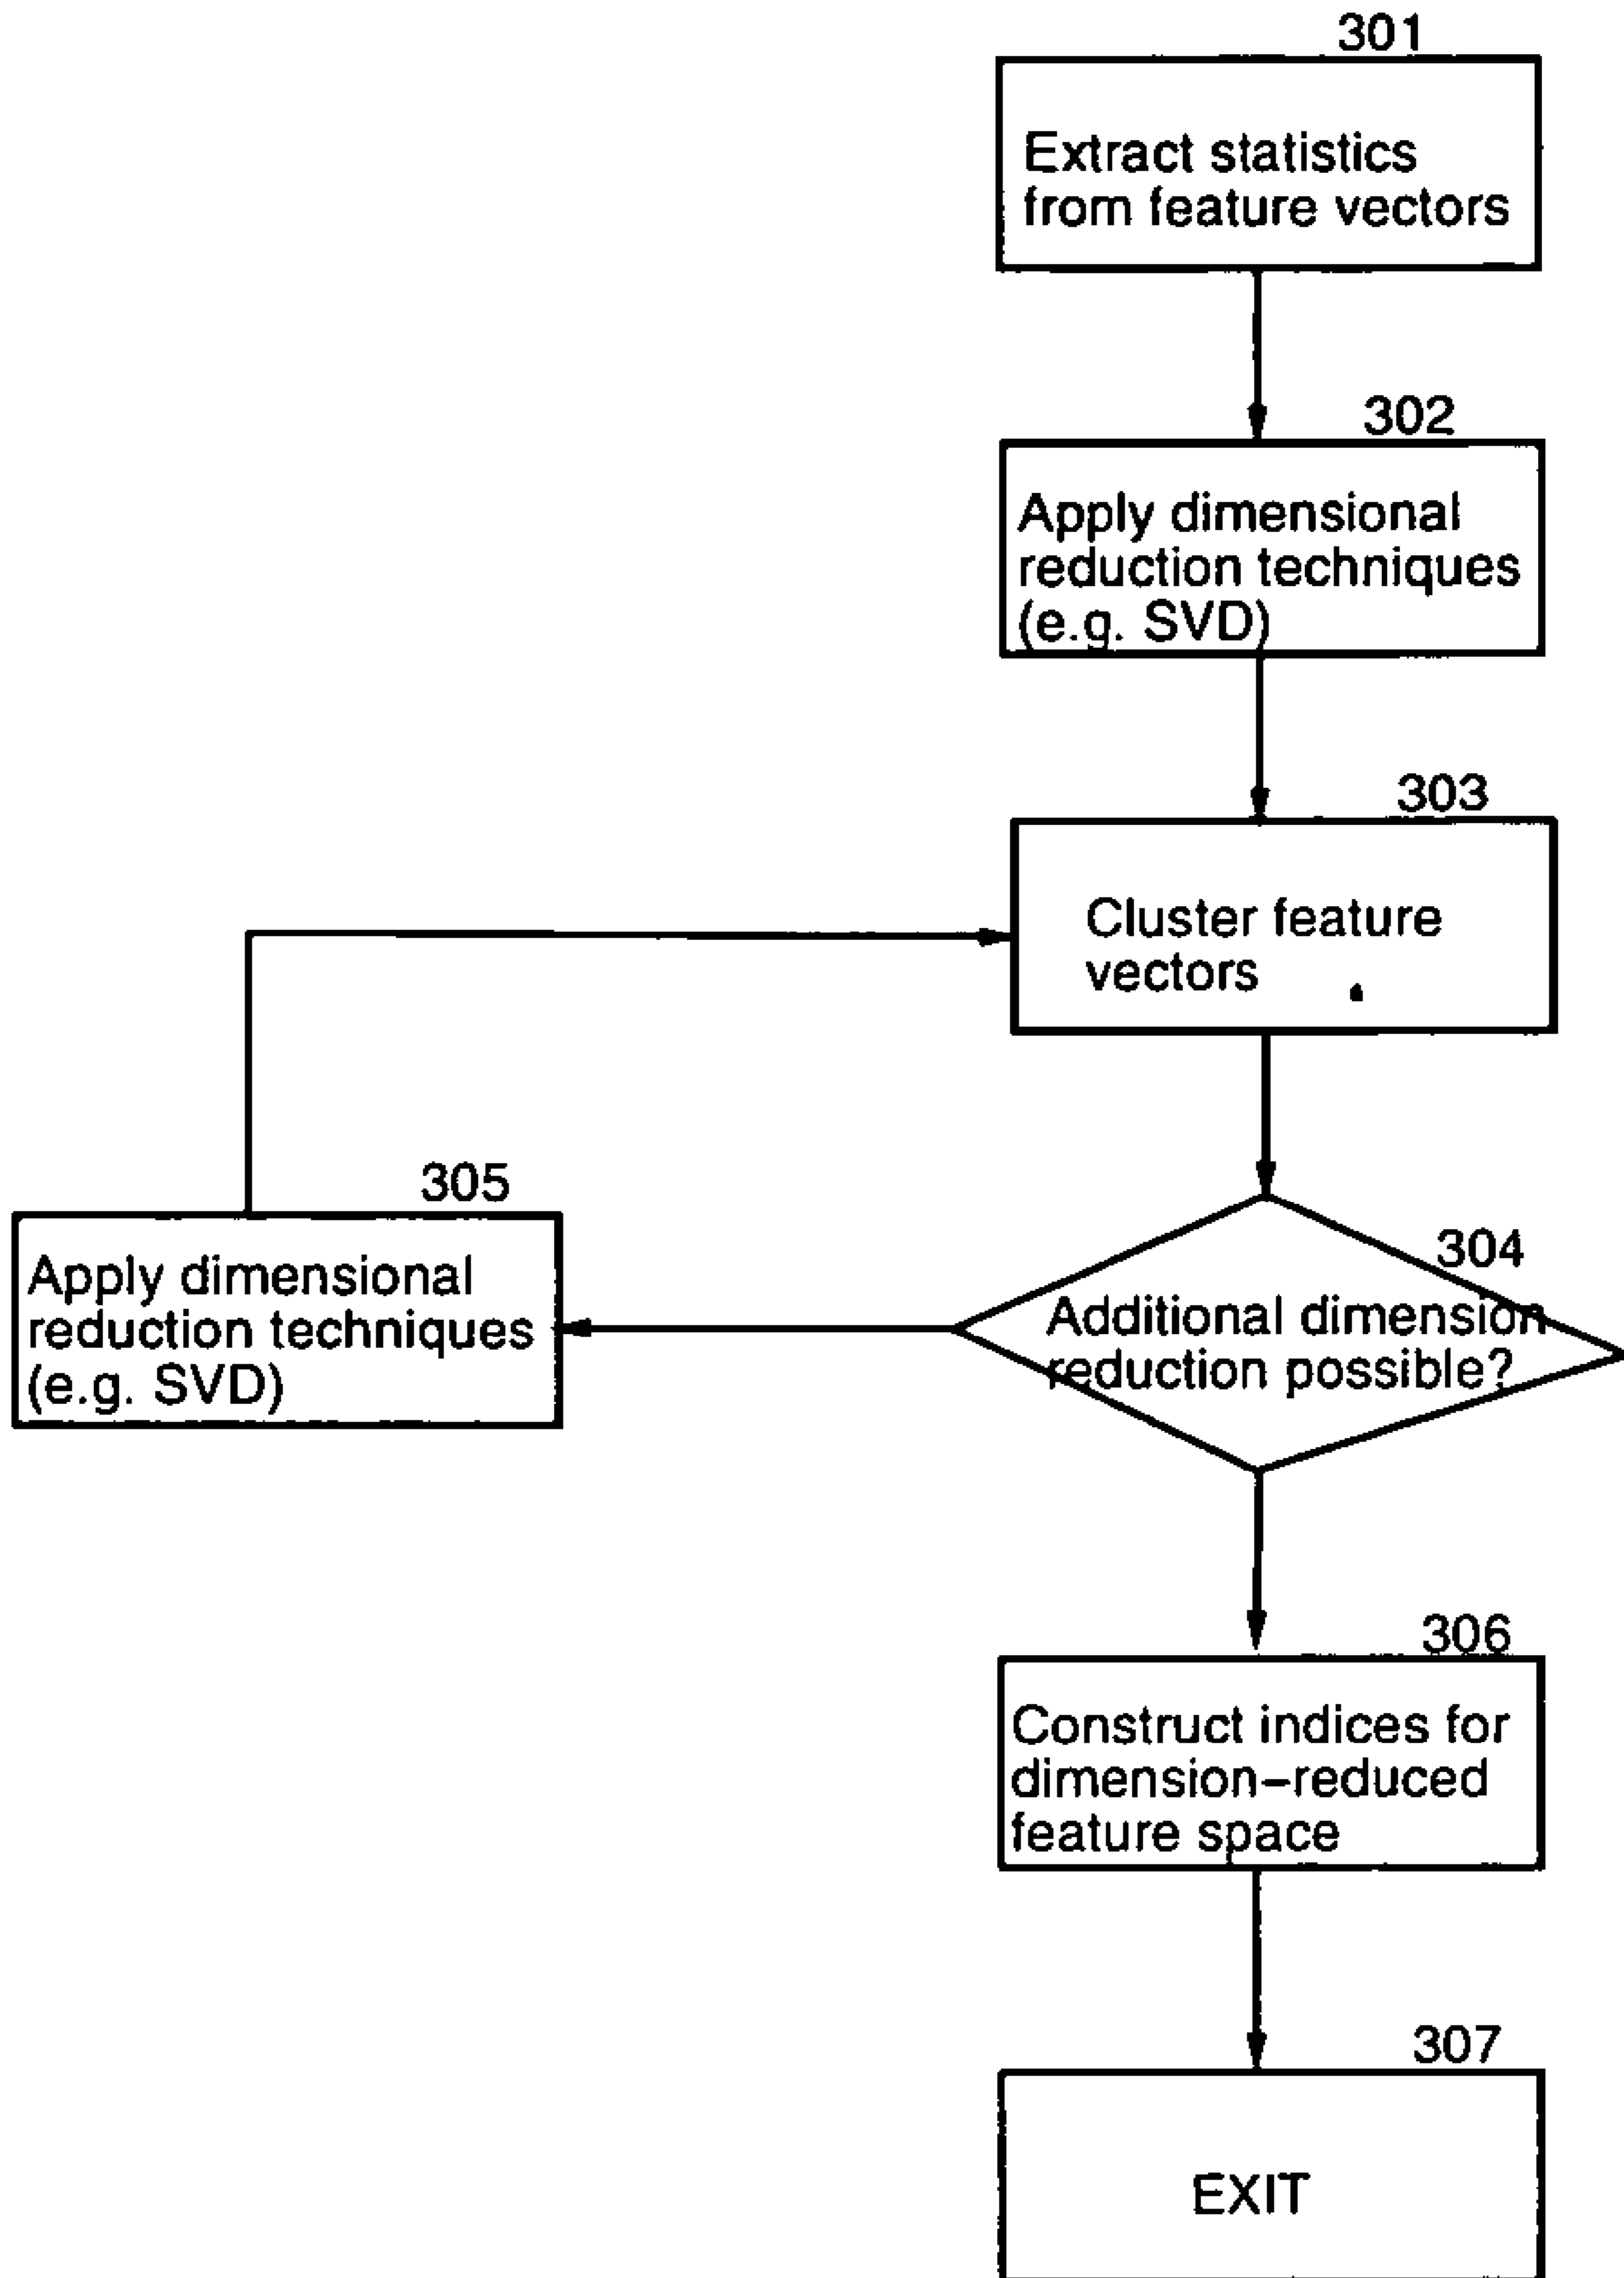 301
Extract statistics
from feature vectors
302
Apply dimensional
reduction techniques
(e.g. SVD)
303
Cluster feature
vectors
304
Additional dimension
reduction possible?
305
Apply dimensional
reduction techniques
(e.g. SVD)
306
Construct indices for
dimension-reduced
feature space
307
EXIT